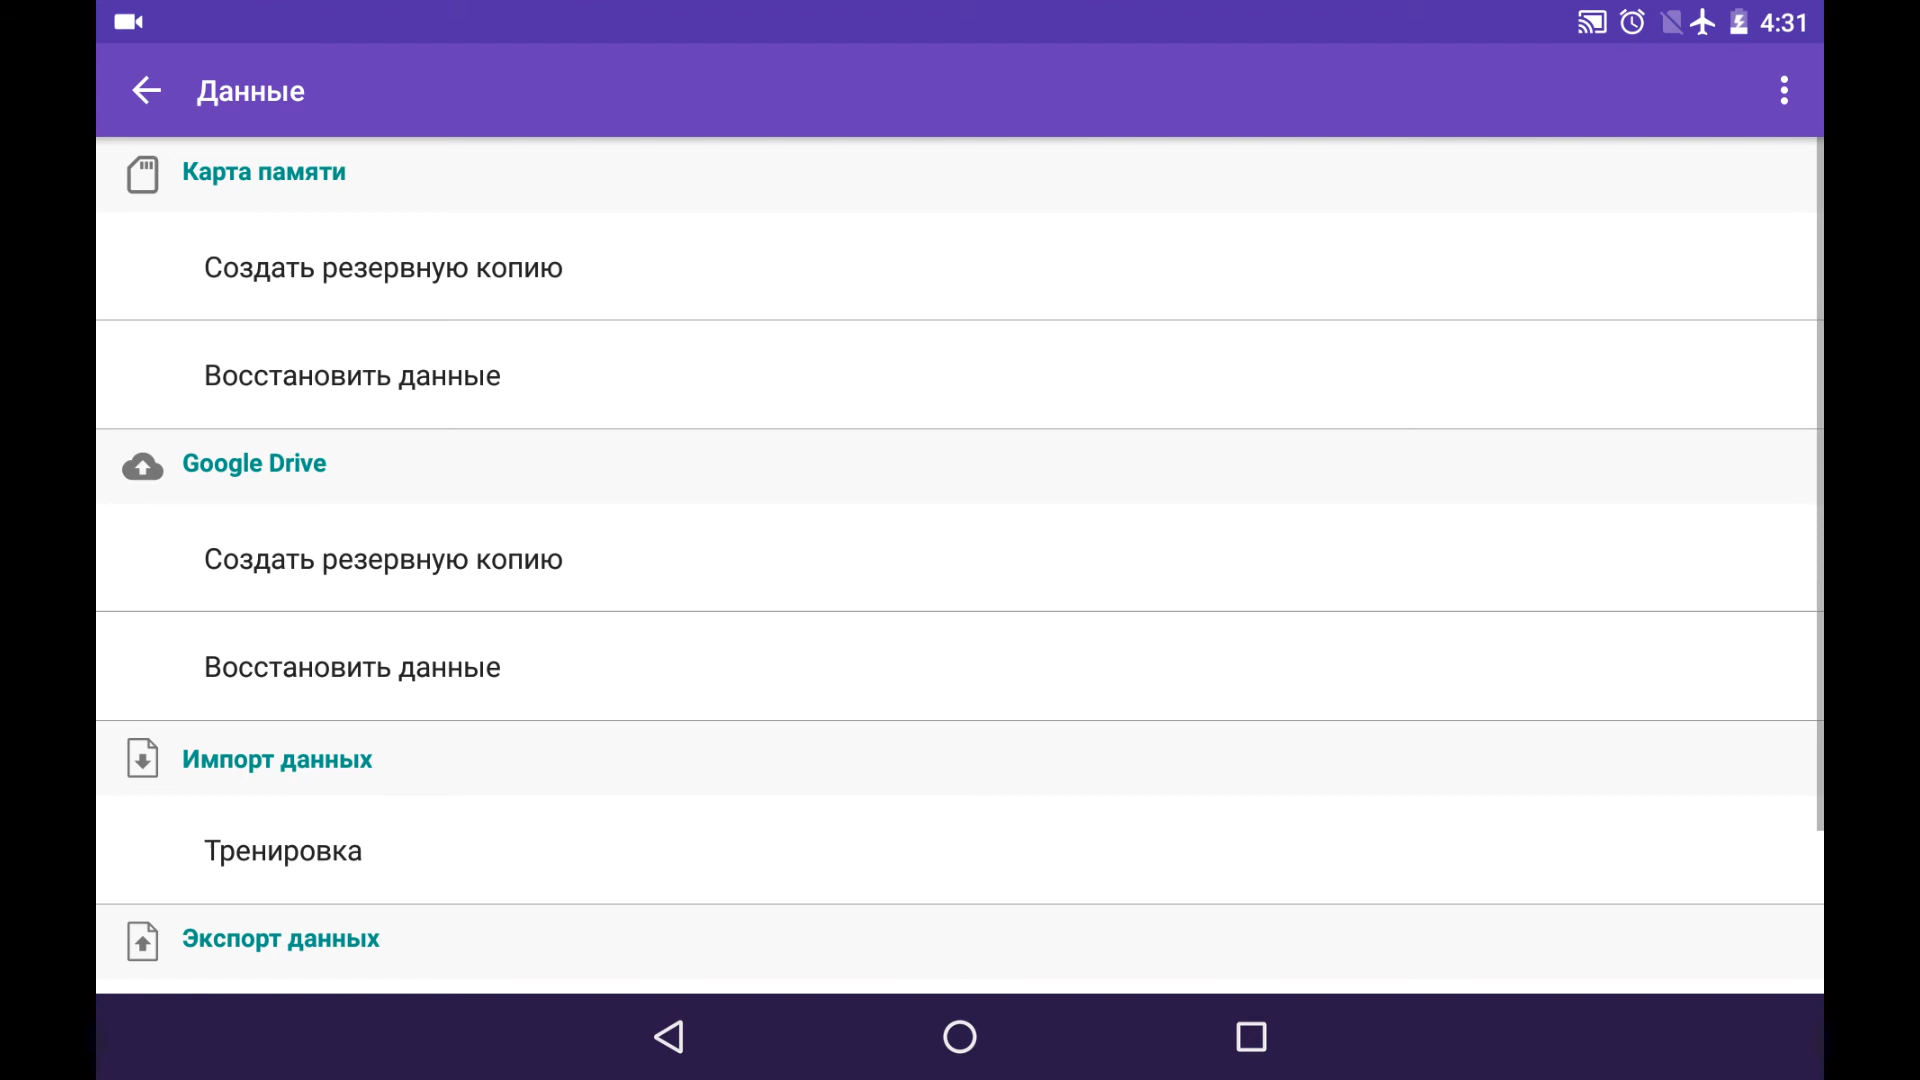 4:31
Данные
Карта памяти
Создать резервную копию
Восстановить данные
Google Drive
Создать резервную копию
Восстановить данные
Импорт данных
Тренировка
Экспорт данных